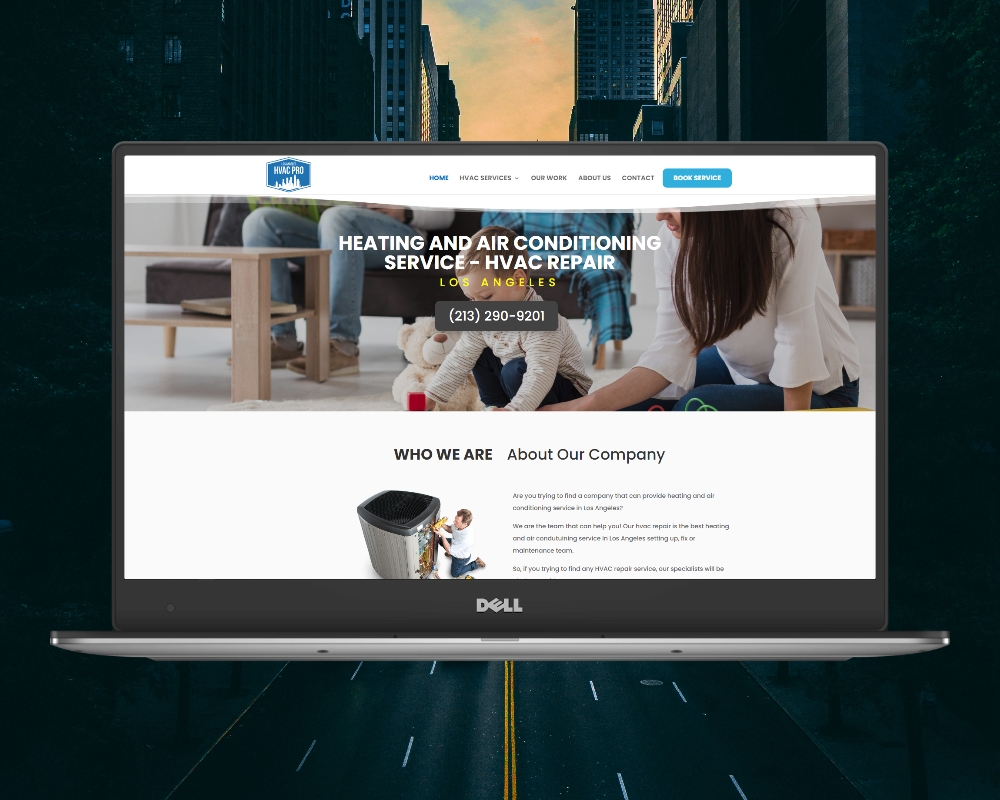 HVAC PRO
HOME HVAC SERVICES OUR WORK ABOUT US CONTACT BOOK SERVICE
HEATING AND AIR CONDITIONING
SERVICE - HVAC REPAIR
LOS ANGELES
(213) 290-9201
WHO WE ARE About Our Company
Are you trying to find a company that can provide heating and air
conditioning service in Los Angeles?
We are the team that can help you! Our hvac repair is the best heating
and air condutuining service in Los Angeles setting up, fix or
maintenance team.
So, if you trying to find any HVAC repair service, our specialists will be
DELL